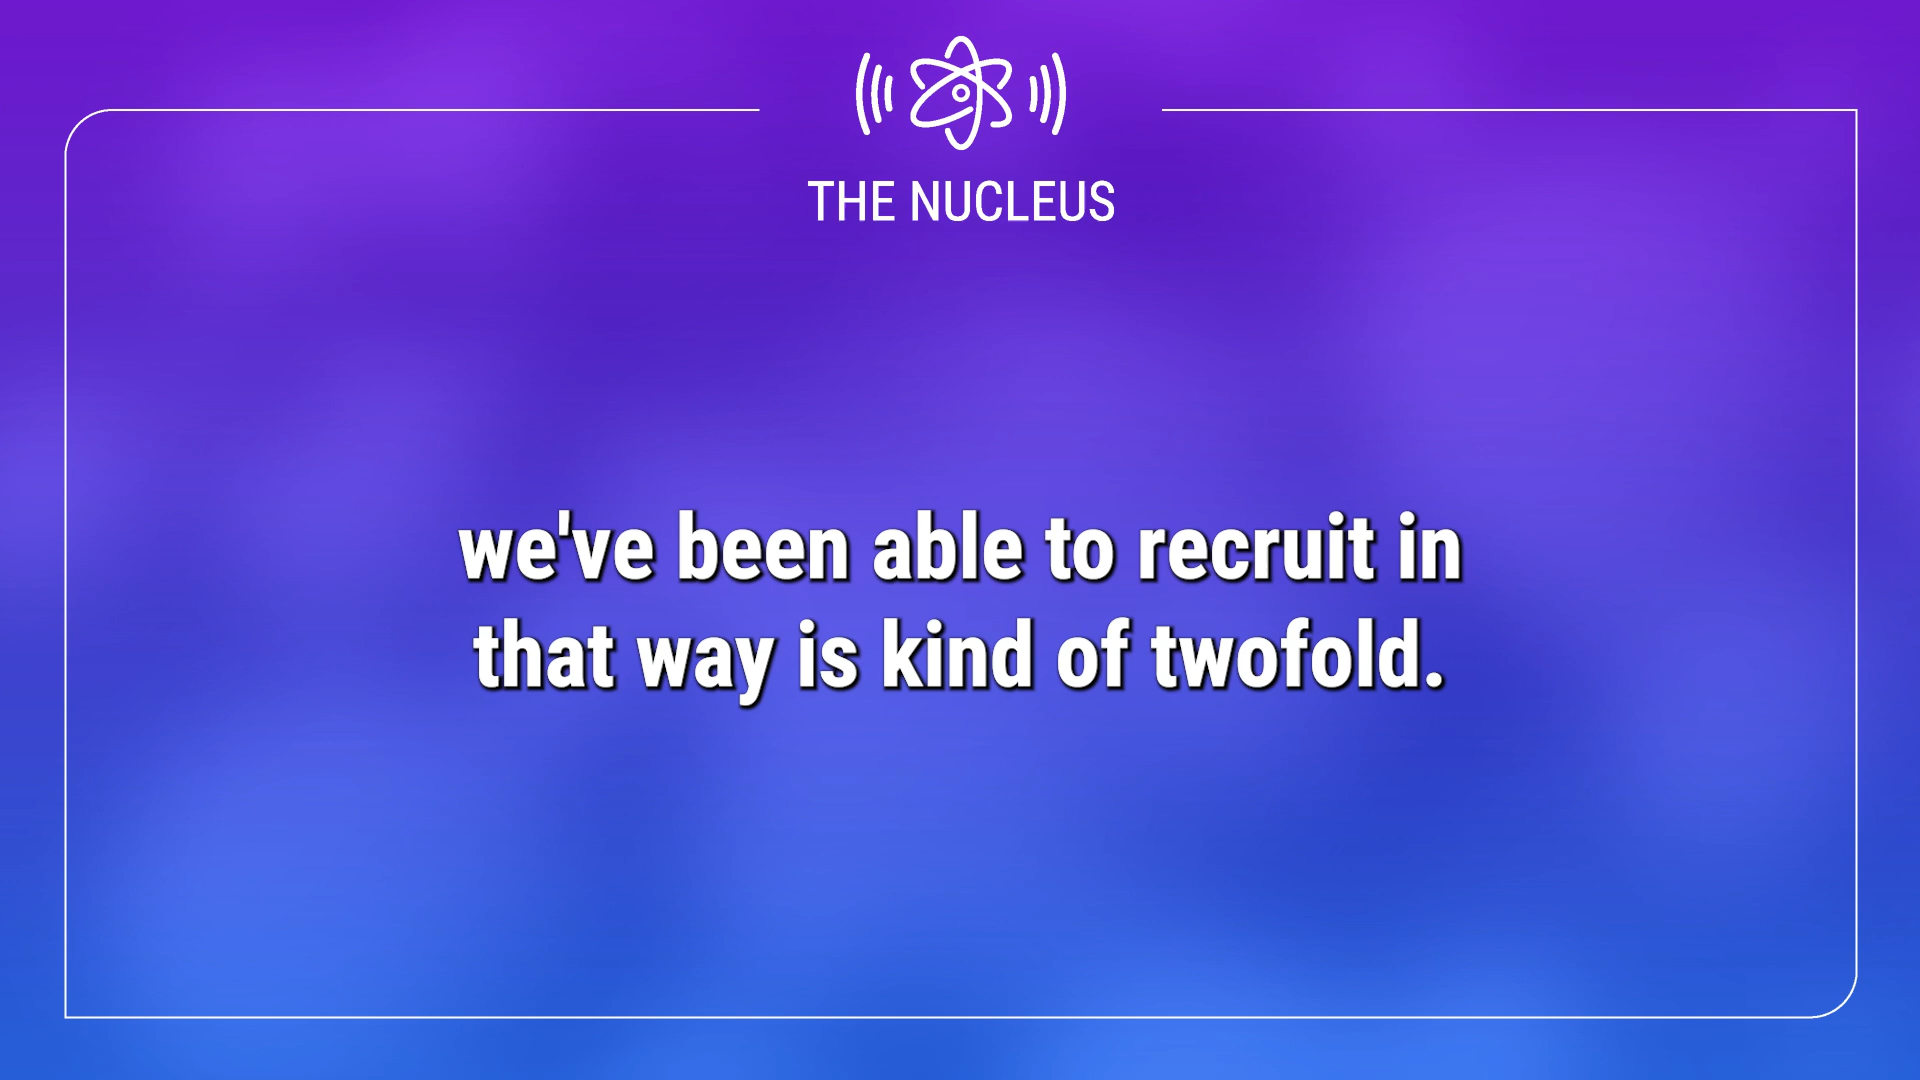 THE NUCLEUS
we've been able to recruit in
that way is kind of twofold.